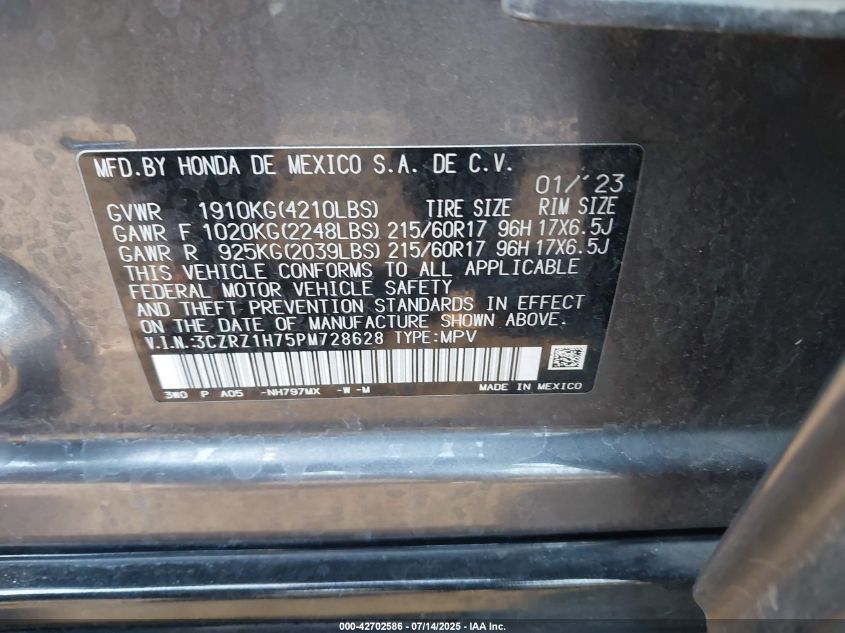 MFD.BY HONDA DE MEXICO S.A. DE C.V.
01/'23
GVWR 1910KG(4210LBS) TIRE SIZE RIM SIZE
GAWR F 1020KG(2248LBS) 215/60R17 96H 17X6.5J
GAWR R 925KG(2039LBS) 215/60R17 96H 17X6.5J
THIS VEHICLE CONFORMS TO ALL APPLICABLE
FEDERAL MOTOR VEHICLE SAFETY
AND THEFT PREVENTION STANDARDS IN EFFECT
ON THE DATE OF MANUFACTURE SHOWN ABOVE.
V.I.N.:3CZRZ1H75PM728628 TYPE:MPV
3W0 P A05 -NH797MX -W -M MADE IN MEXICO
000-42702586 - 07/14/2025 - IAA Inc.